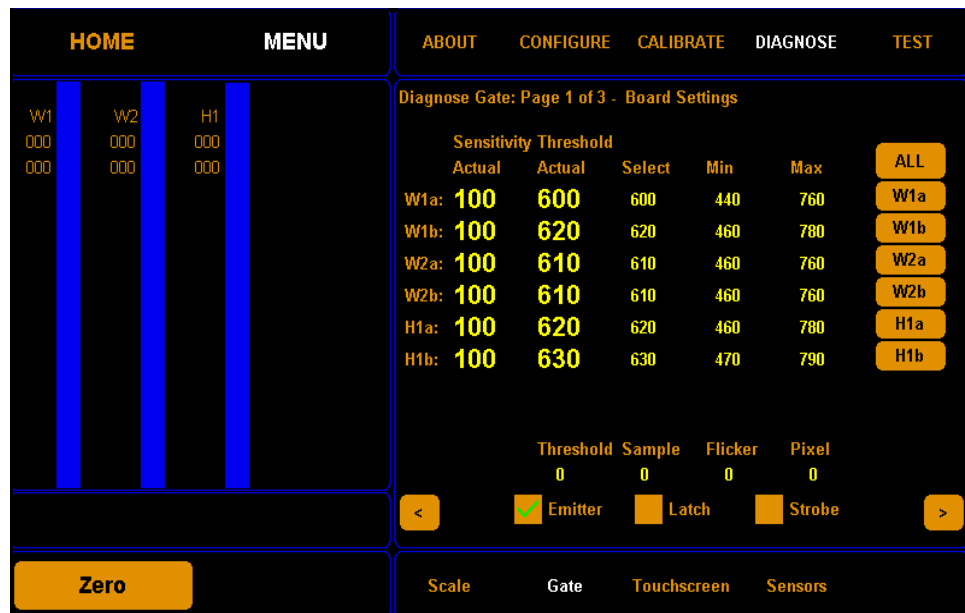 HOME MENU ABOUT CONFIGURE CALIBRATE DIAGNOSE TEST
W1 W2 H1
000 000 000
000 000 000
Diagnose Gate: Page 1 of 3 - Board Settings
Sensitivity Threshold
Actual Actual Select Min Max ALL
W1a: 100 600 600 440 760 W1a
W1b: 100 620 620 460 780 W1b
W2a: 100 610 610 460 760 W2a
W2b: 100 610 610 460 760 W2b
H1a: 100 620 620 460 780 H1a
H1b: 100 630 630 470 790 H1b
Threshold Sample Flicker Pixel
0 0 0 0
< Emitter Latch Strobe >
Zero Scale Gate Touchscreen Sensors